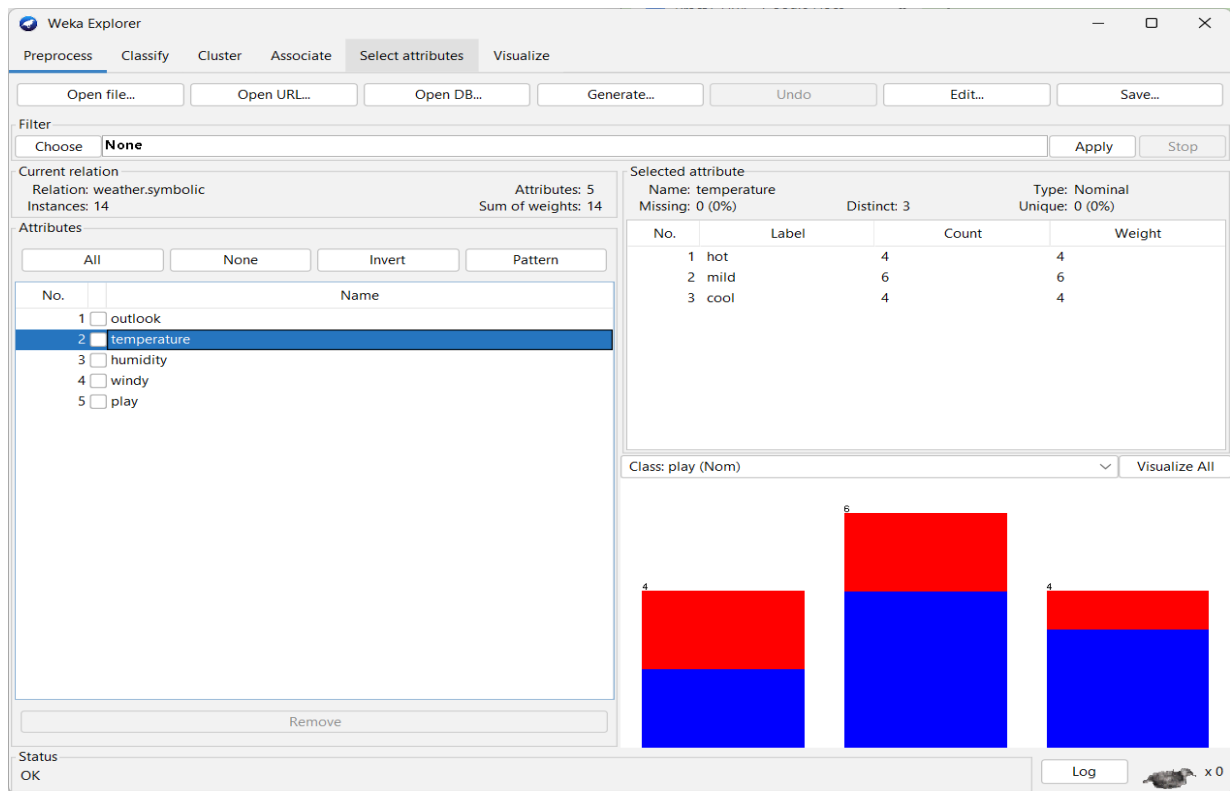 Weka Explorer
Preprocess Classify Cluster Associate Select attributes Visualize
Open file... Open URL... Open DB... Generate... Undo Edit... Save...
Filter
Choose None Apply Stop
Current relation
Relation: weather.symbolic Attributes: 5
Instances: 14 Sum of weights: 14
Attributes
All None Invert Pattern
No. Name
1 outlook
2 temperature
3 humidity
4 windy
5 play
Remove
Selected attribute
Name: temperature Type: Nominal
Missing: 0 (0%) Distinct: 3 Unique: 0 (0%)
No. Label Count Weight
1 hot 4 4
2 mild 6 6
3 cool 4 4
Class: play (Nom) Visualize All
4 6 4
Status
OK
Log x 0